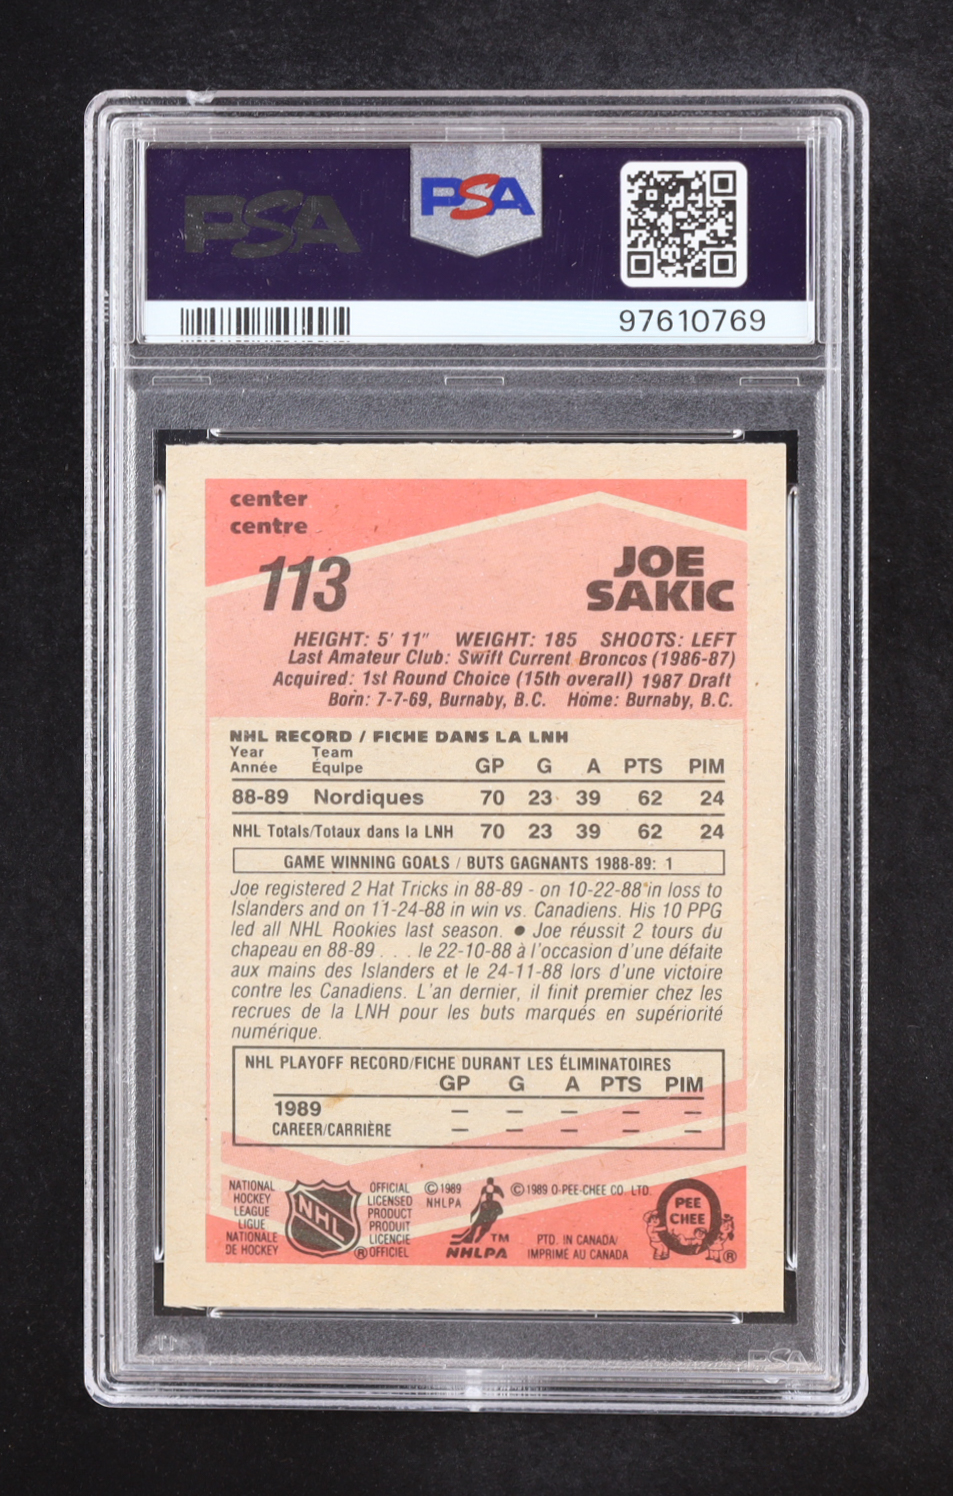 PSA
PSA
97610769
center
centre
113
JOE
SAKIC
HEIGHT: 5' 11" WEIGHT: 185 SHOOTS: LEFT
Last Amateur Club: Swift Current Broncos (1986-87)
Acquired: 1st Round Choice (15th overall) 1987 Draft
Born: 7-7-69, Burnaby, B.C. Home: Burnaby, B.C.
NHL RECORD / FICHE DANS LA LNH
Year Team
Année Équipe GP G A PTS PIM
88-89 Nordiques 70 23 39 62 24
NHL Totals/Totaux dans la LNH 70 23 39 62 24
GAME WINNING GOALS / BUTS GAGNANTS 1988-89: 1
Joe registered 2 Hat Tricks in 88-89 - on 10-22-88 in loss to
Islanders and on 11-24-88 in win vs. Canadiens. His 10 PPG
led all NHL Rookies last season. ● Joe réussit 2 tours du
chapeau en 88-89 . . . le 22-10-88 à l'occasion d'une défaite
aux mains des Islanders et le 24-11-88 lors d'une victoire
contre les Canadiens. L'an dernier, il finit premier chez les
recrues de la LNH pour les buts marqués en supériorité
numérique.
NHL PLAYOFF RECORD/FICHE DURANT LES ÉLIMINATOIRES
GP G A PTS PIM
1989 — — — — —
CAREER/CARRIÈRE — — — — —
NATIONAL
HOCKEY
LEAGUE
LIGUE
NATIONALE
DE HOCKEY
NHL
OFFICIAL
LICENSED
PRODUCT
PRODUIT
LICENCIE
® OFFICIEL
© 1989
NHLPA
TM
NHLPA
© 1989 O-PEE-CHEE CO. LTD.
PTD. IN CANADA/
IMPRIMÉ AU CANADA
PEE
CHEE
®
PSA